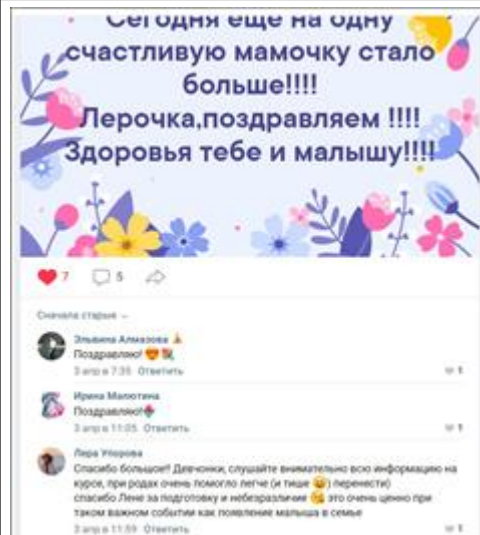 Сегодня еще на одну
счастливую мамочку стало
больше!!!!
Лерочка,поздравляем !!!!
Здоровья тебе и малышу!!!!
7 5
Сначала старые
Эльвина Алмазова
Поздравляю!
3 апр в 7:35 Ответить 1
Ирина Малютина
Поздравляю!
3 апр в 11:05 Ответить 1
Лера Упорова
Спасибо большое!! Девчонки, слушайте внимательно всю информацию на
курсе, при родах очень помогло легче (и тише ) перенести)
спасибо Лене за подготовку и небезразличие это очень ценно при
таком важном событии как появление малыша в семье
3 апр в 11:59 Ответить 1